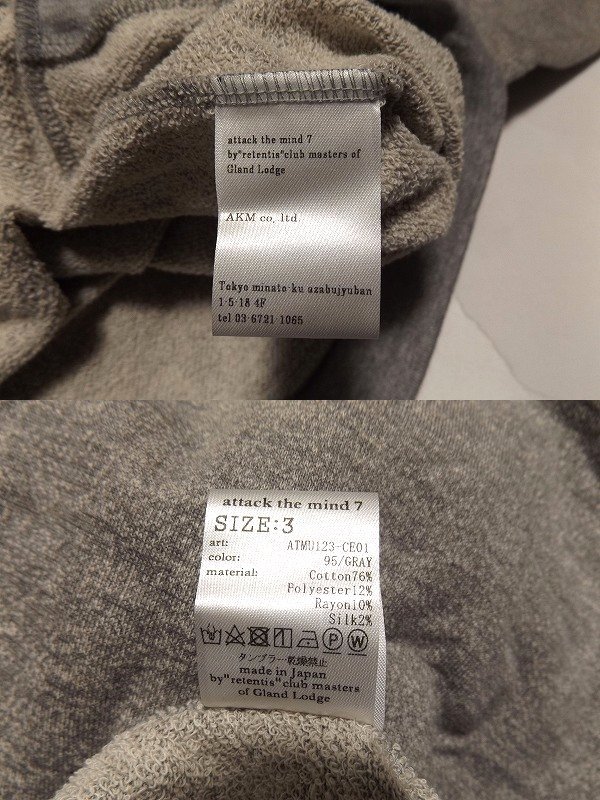 attack the mind 7
by"retentis"club masters of
Gland Lodge
AKM co,.ltd.
Tokyo minato-ku azabujyuban
1-5-18 4F
tel 03-6721-1065
attack the mind 7
SIZE:3
art: ATMU123-CE01
color: 95/GRAY
material: Cotton76%
Polyester12%
Rayon10%
Silk2%
P W
タンブラー乾燥禁止
made in Japan
by"retentis"club masters
of Gland Lodge